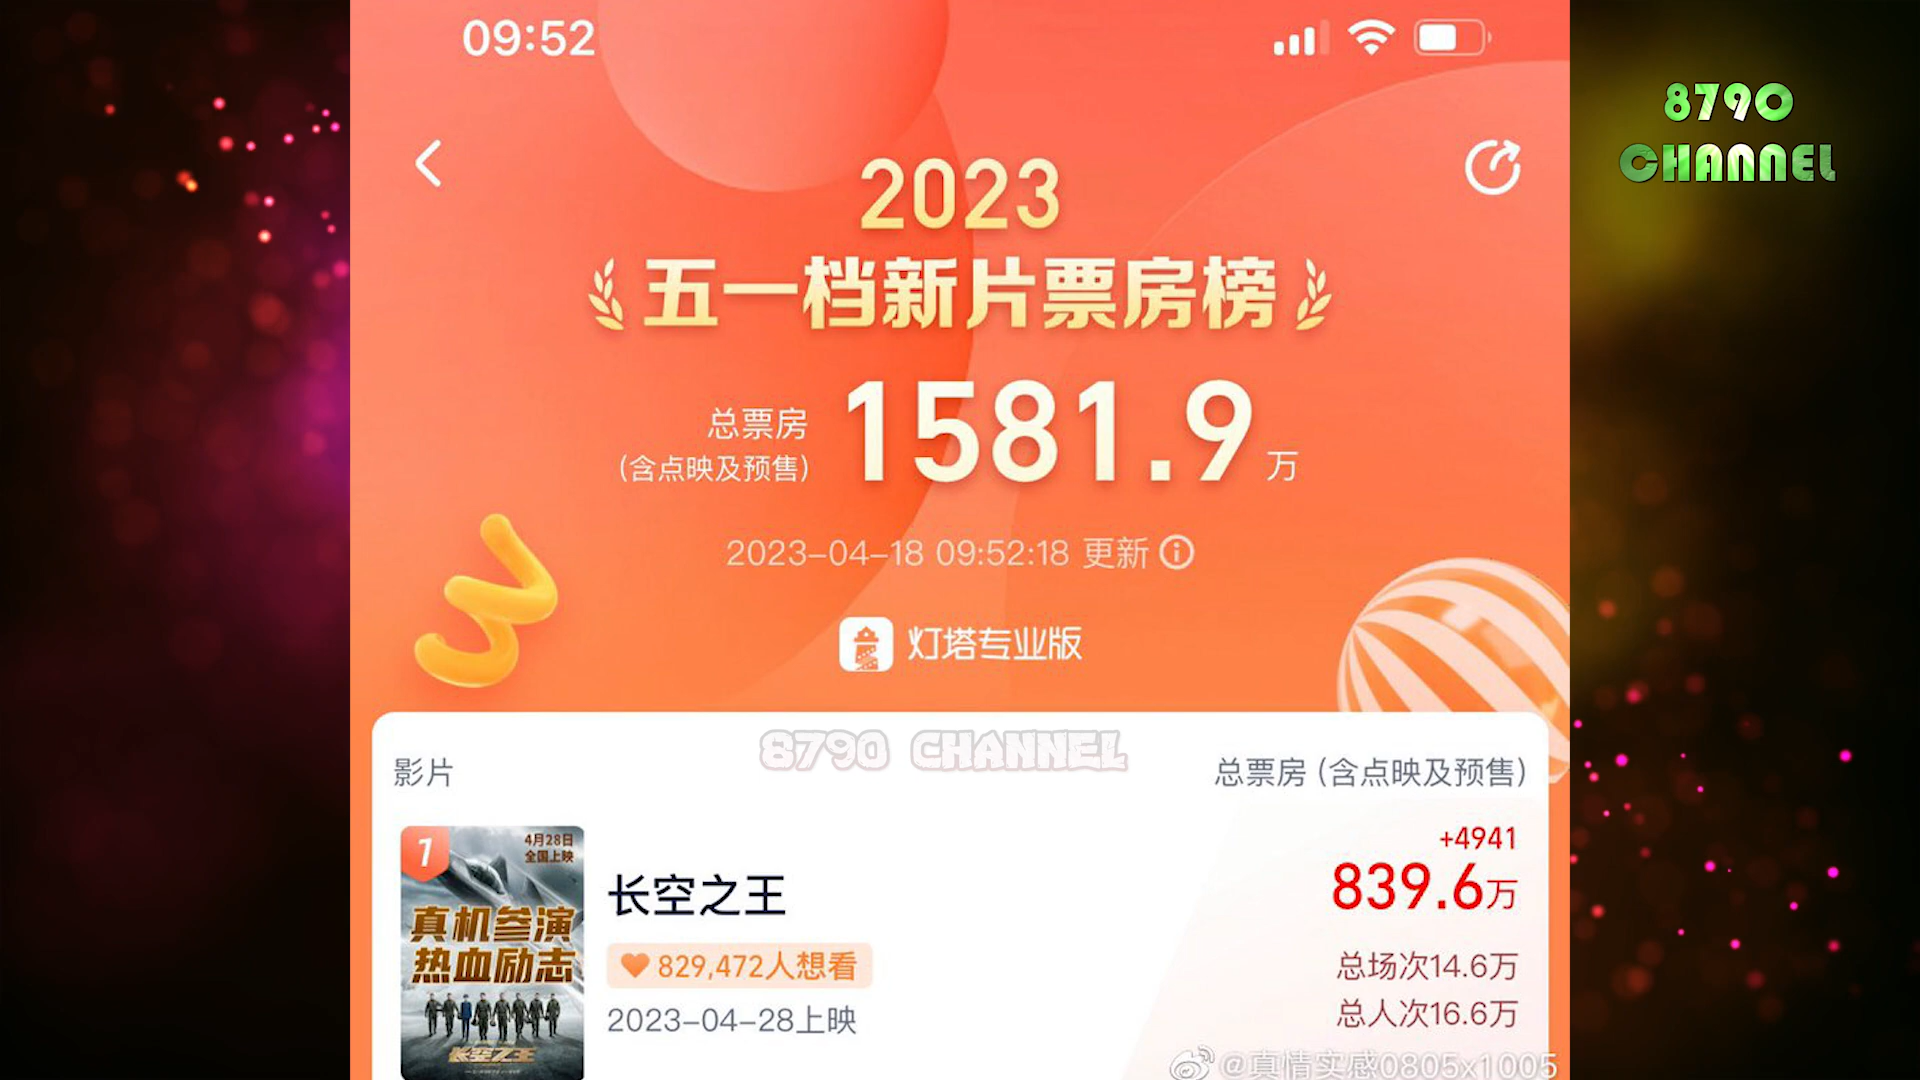 09:52
8790
CHANNEL
2023
五一档新片票房榜
总票房
(含点映及预售)
1581.9万
2023-04-18 09:52:18 更新
灯塔专业版
8790 CHANNEL
影片
总票房 (含点映及预售)
1
4月28日
全国上映
真机参演
热血励志
长空之王
长空之王
829,472人想看
2023-04-28上映
+4941
839.6万
总场次14.6万
总人次16.6万
@真情实感0805x1005